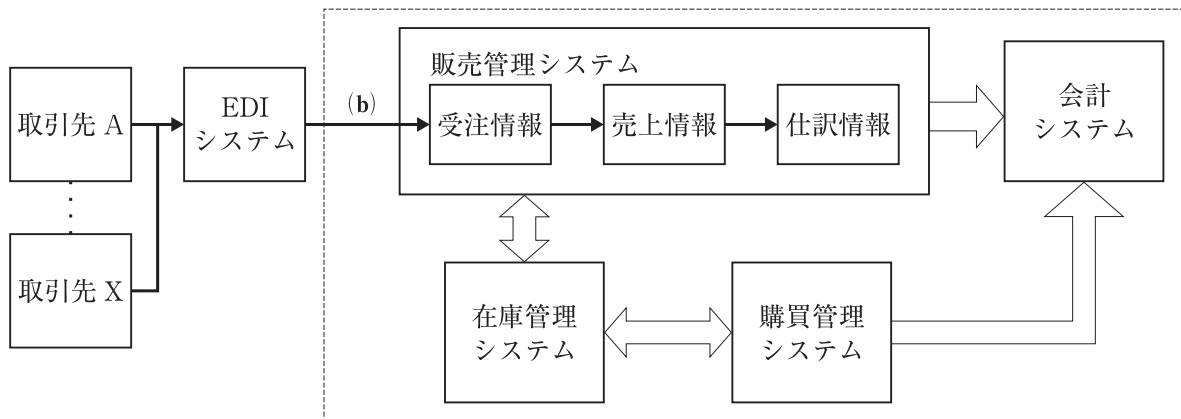 取引先 A
取引先 X
EDI
システム
(b)
販売管理システム
受注情報
売上情報
仕訳情報
会計
システム
在庫管理
システム
購買管理
システム